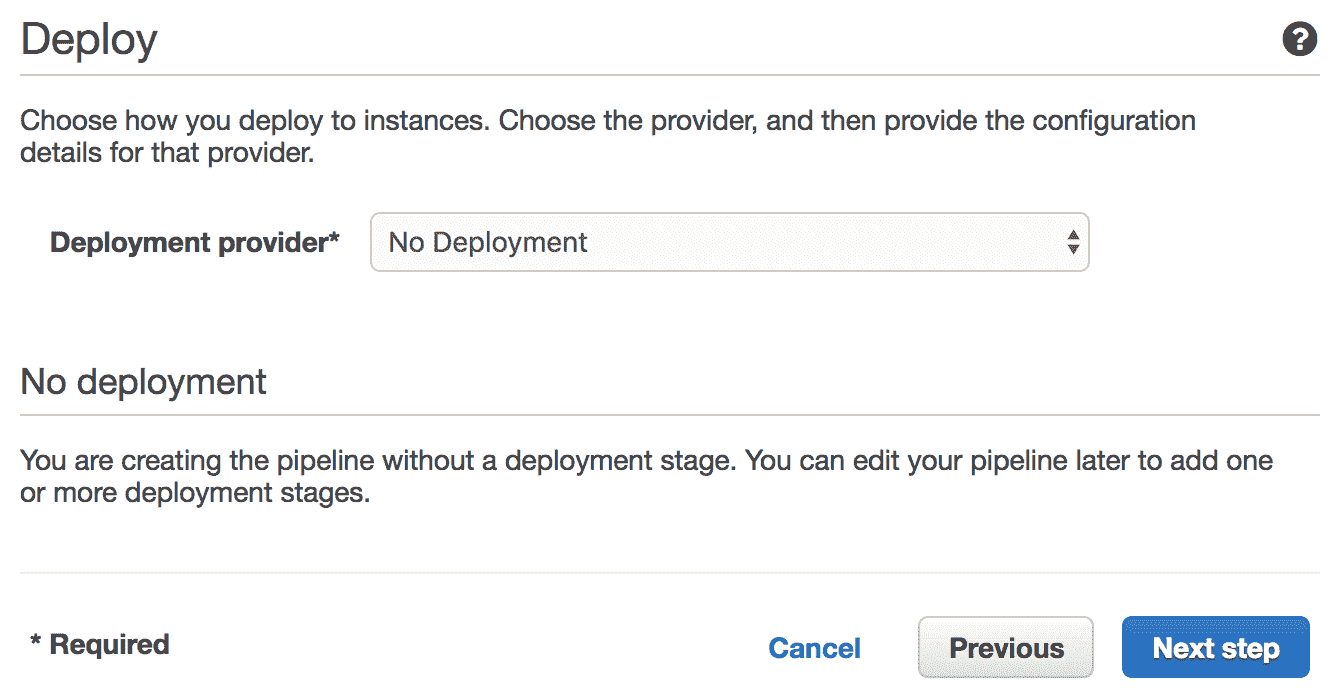 Deploy
?
Choose how you deploy to instances. Choose the provider, and then provide the configuration
details for that provider.
Deployment provider* No Deployment
No deployment
You are creating the pipeline without a deployment stage. You can edit your pipeline later to add one
or more deployment stages.
* Required Cancel Previous Next step